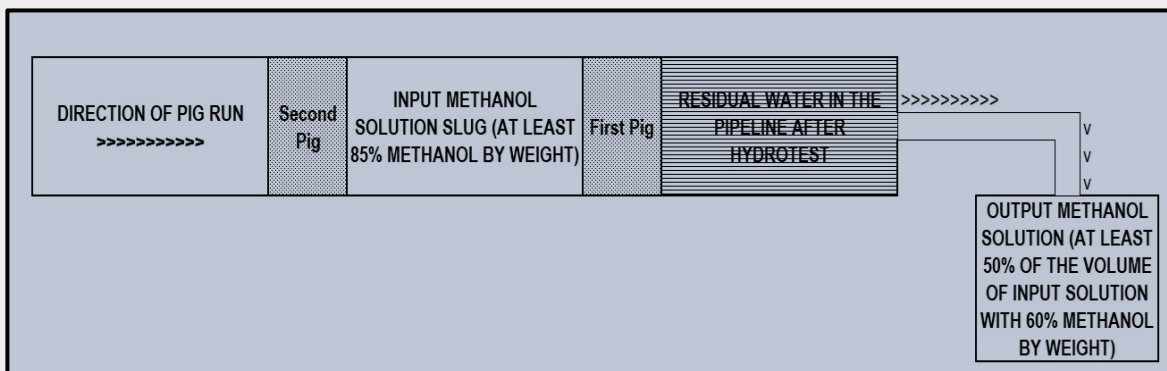 DIRECTION OF PIG RUN
>>>>>>>>>>>
Second
Pig
INPUT METHANOL
SOLUTION SLUG (AT LEAST
85% METHANOL BY WEIGHT)
First Pig
RESIDUAL WATER IN THE
PIPELINE AFTER
HYDROTEST
>>>>>>>>>>
v
v
v
OUTPUT METHANOL
SOLUTION (AT LEAST
50% OF THE VOLUME
OF INPUT SOLUTION
WITH 60% METHANOL
BY WEIGHT)